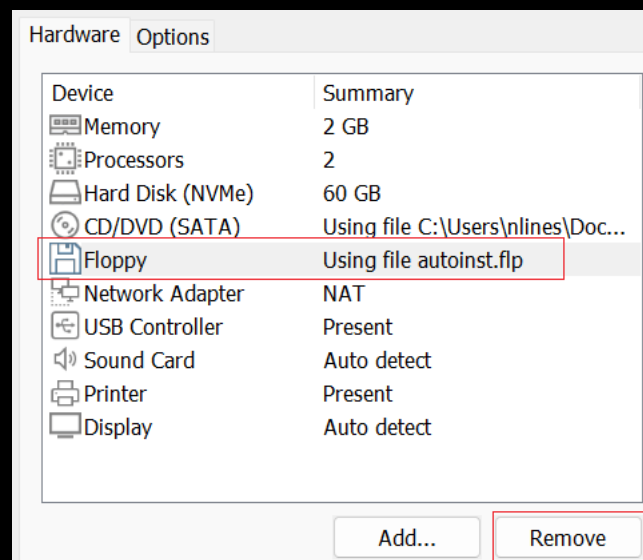 Hardware Options
Device Summary
Memory 2 GB
Processors 2
Hard Disk (NVMe) 60 GB
CD/DVD (SATA) Using file C:\Users\nlines\Doc...
Floppy Using file autoinst.flp
Network Adapter NAT
USB Controller Present
Sound Card Auto detect
Printer Present
Display Auto detect
Add... Remove